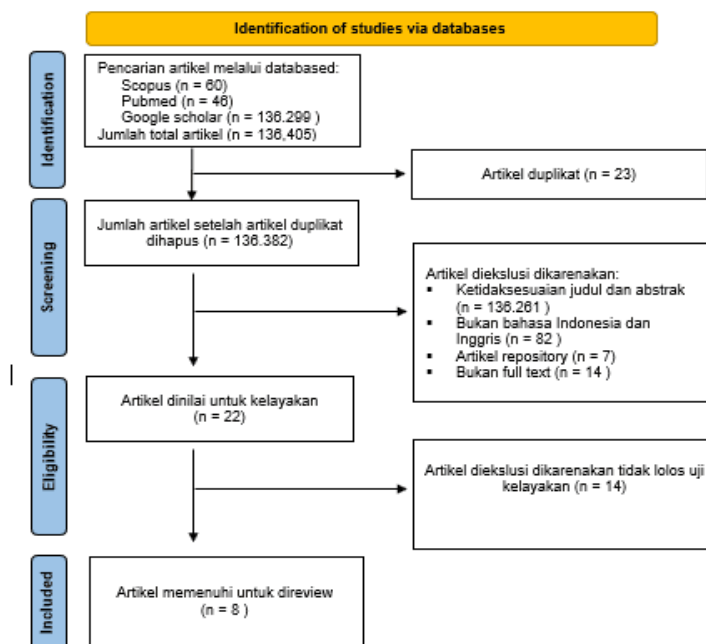 Identification of studies via databases
Identification
Pencarian artikel melalui databased:
Scopus (n = 60)
Pubmed (n = 46)
Google scholar (n = 136.299 )
Jumlah total artikel (n = 136,405)
Artikel duplikat (n = 23)
Screening
Jumlah artikel setelah artikel duplikat
dihapus (n = 136.382)
Artikel diekslusi dikarenakan:
▪ Ketidaksesuaian judul dan abstrak
(n = 136.261 )
▪ Bukan bahasa Indonesia dan
Inggris (n = 82 )
▪ Artikel repository (n = 7)
▪ Bukan full text (n = 14 )
Eligibility
Artikel dinilai untuk kelayakan
(n = 22)
Artikel diekslusi dikarenakan tidak lolos uji
kelayakan (n = 14)
Included
Artikel memenuhi untuk direview
(n = 8 )